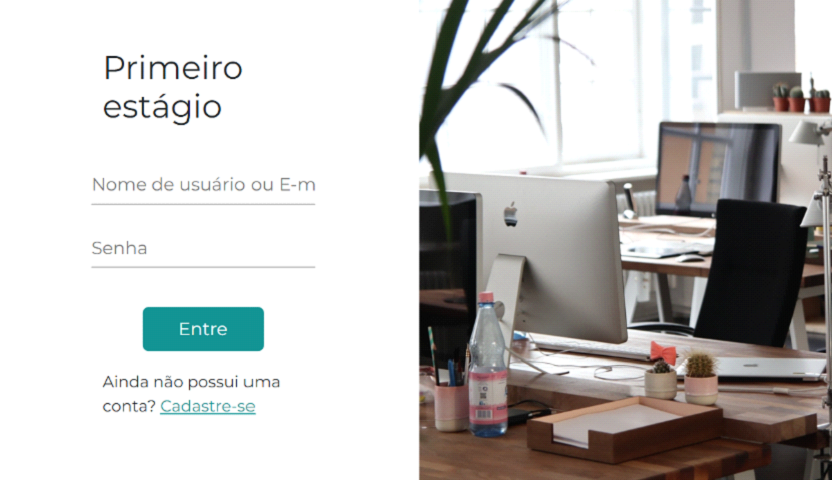 Primeiro
estágio
Nome de usuário ou E-m
Senha
Entre
Ainda não possui uma
conta? Cadastre-se